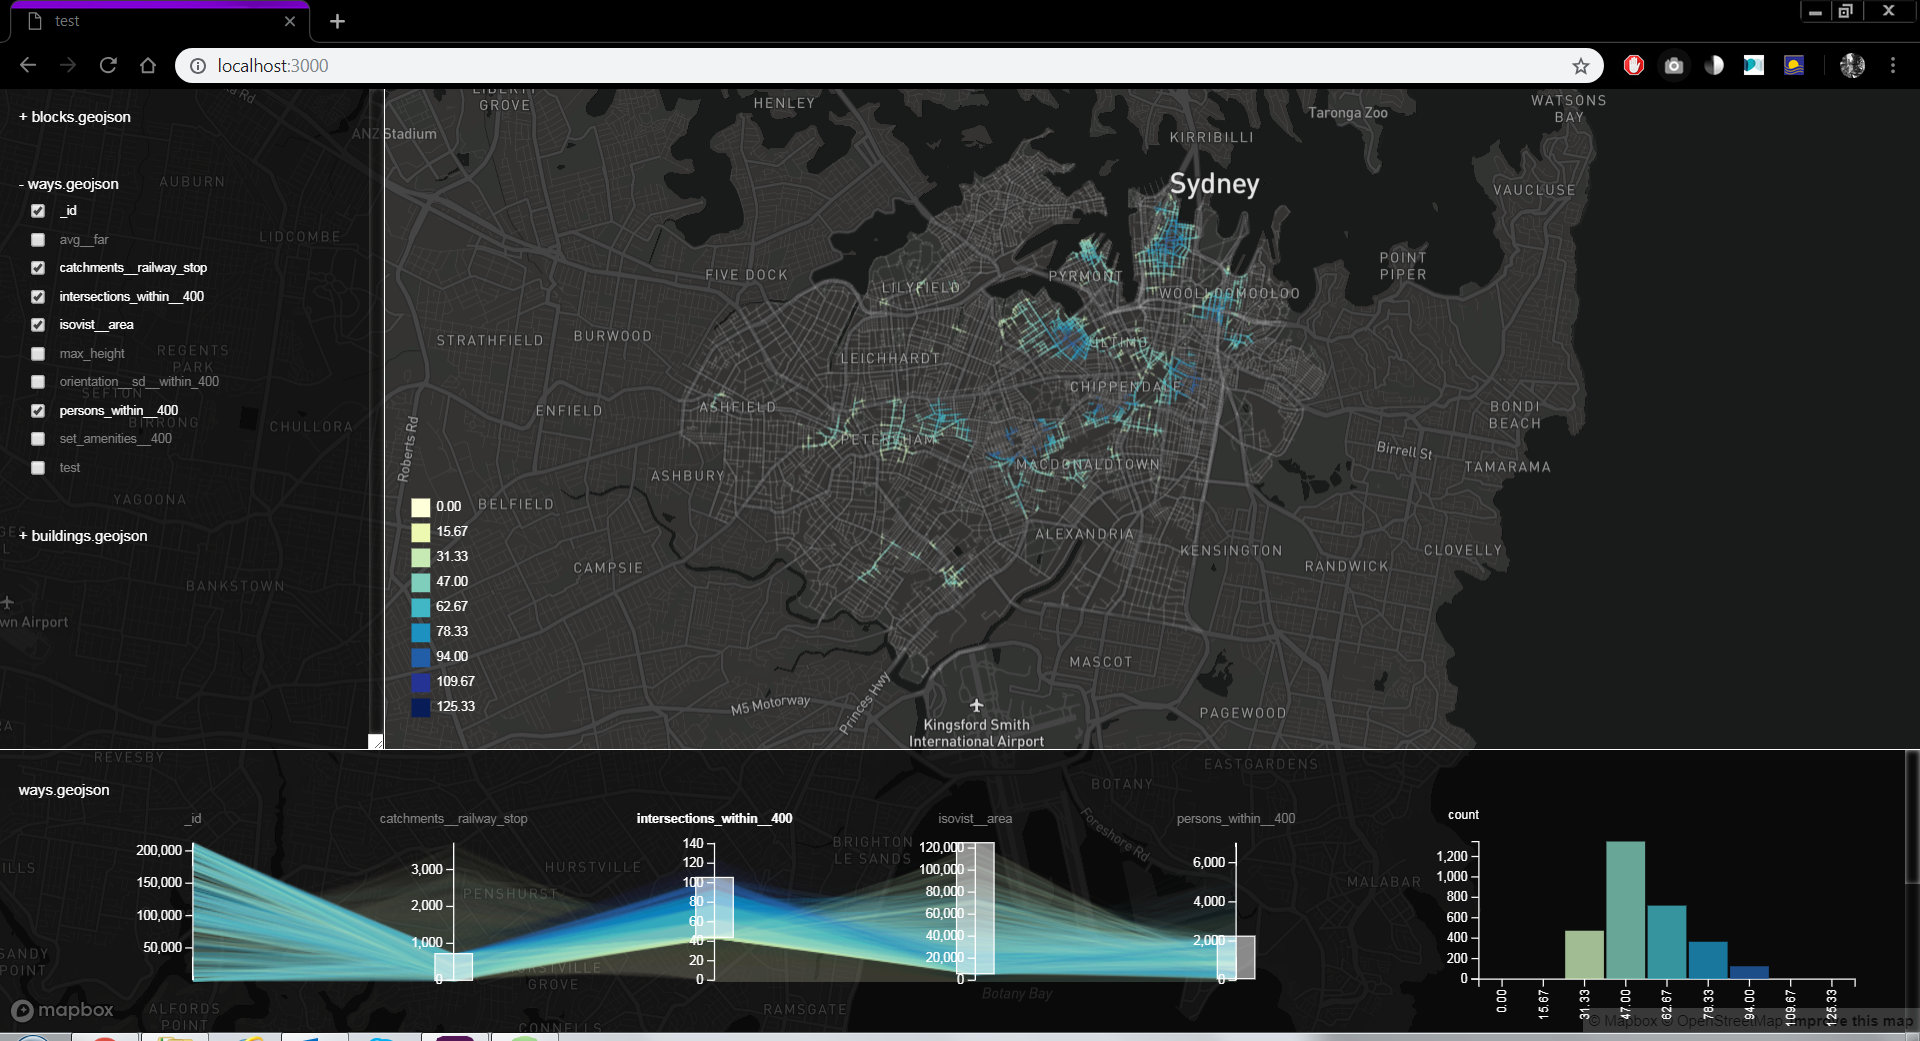 test
localhost:3000
+ blocks.geojson
- ways.geojson
_id
avg__far
catchments__railway_stop
intersections_within__400
isovist__area
max_height
orientation__sd__within_400
persons_within__400
set_amenities__400
test
+ buildings.geojson
ANZ Stadium
AUBURN
LIDCOMBE
REGENTS
PARK
SEFTON
BIRRONG
CHULLORA
YAGOONA
BANKSTOWN
wn Airport
LIBERTY
GROVE
HENLEY
KIRRIBILLI
Taronga Zoo
WATSONS
BAY
Sydney
VAUCLUSE
FIVE DOCK
LILYFIELD
PYRMONT
WOOLLOOMOOLOO
POINT
PIPER
STRATHFIELD
BURWOOD
LEICHHARDT
ULTIMO
CHIPPENDALE
ENFIELD
ASHFIELD
PETERSHAM
MACDONALDTOWN
BONDI
BEACH
Birrell St
TAMARAMA
Roberts Rd
ASHBURY
BELFIELD
ALEXANDRIA
KENSINGTON
CLOVELLY
RANDWICK
CAMPSIE
MASCOT
M5 Motorway
Princes Hwy
Kingsford Smith
International Airport
PAGEWOOD
0.00
15.67
31.33
47.00
62.67
78.33
94.00
109.67
125.33
REVESBY
EASTGARDENS
BOTANY
Foreshore Rd
HURSTVILLE
PENSHURST
BRIGHTON
LE SANDS
MALABAR
HURSTVILLE
GROVE
SANDY
POINT
ALFORDS
POINT
CONNELLS
RAMSGATE
Botany Bay
ILLS
ways.geojson
_id
200,000
150,000
100,000
50,000
catchments__railway_stop
3,000
2,000
1,000
0
intersections_within__400
140
120
100
80
60
40
20
0
isovist__area
120,000
100,000
80,000
60,000
40,000
20,000
0
persons_within__400
6,000
4,000
2,000
0
count
1,200
1,000
800
600
400
200
0
0.00
15.67
31.33
47.00
62.67
78.33
94.00
109.67
125.33
mapbox
© Mapbox © OpenStreetMap Improve this map